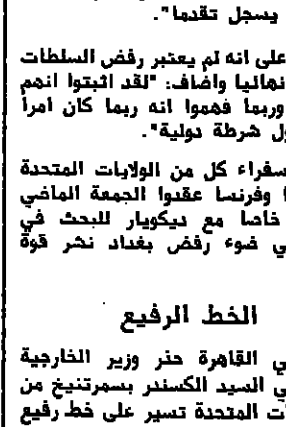 يسجل تقدما".
على انه لم يعتبر رفض السلطات
نهائيا واضاف: "لقد اثبتوا انهم
وربما فهموا انه ربما كان امرأ
ول شرطة دولية".
سفراء كل من الولايات المتحدة
ا وفرنسا عقدوا الجمعة الماضي
خاصا مع ديكويار للبحث في
ي ضوء رفض بغداد نشر قوة
الخط الرفيع
ي القاهرة حذر وزير الخارجية
ي السيد الكسندر بسمرتنيخ من
ات المتحدة تسير على خط رفيع